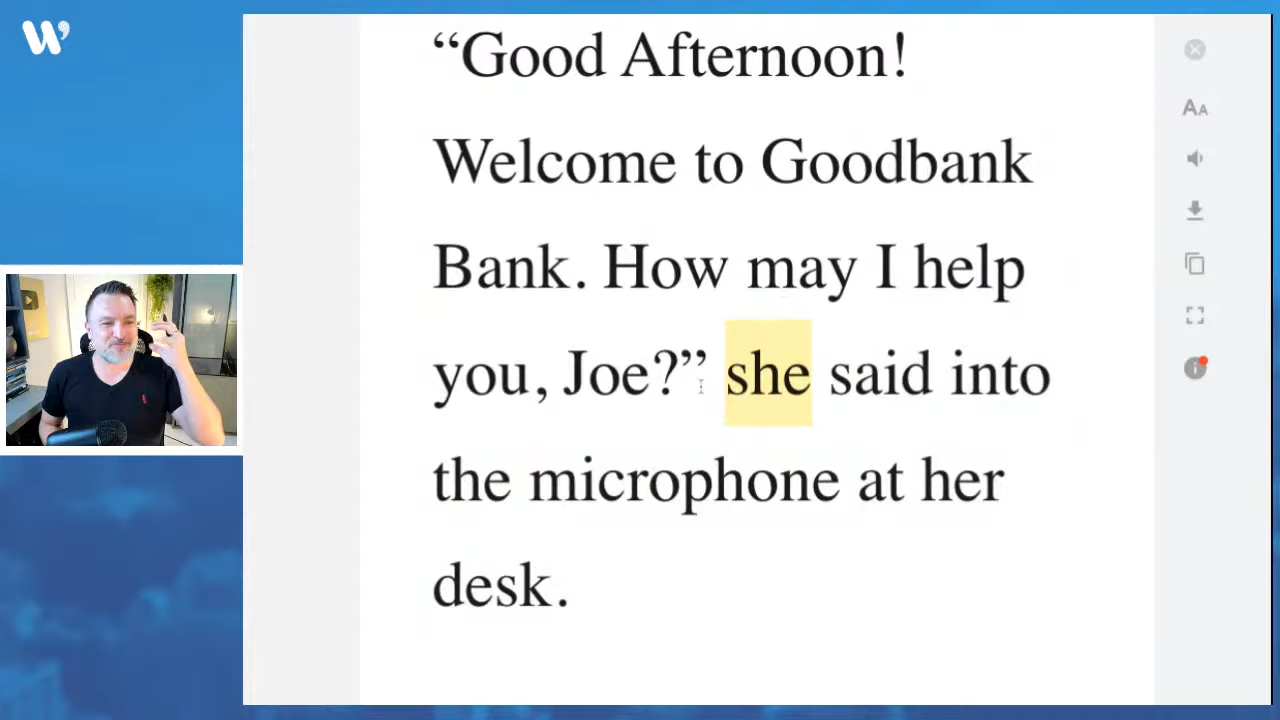 “Good Afternoon!
Welcome to Goodbank
Bank. How may I help
you, Joe?” she said into
the microphone at her
desk.
AA